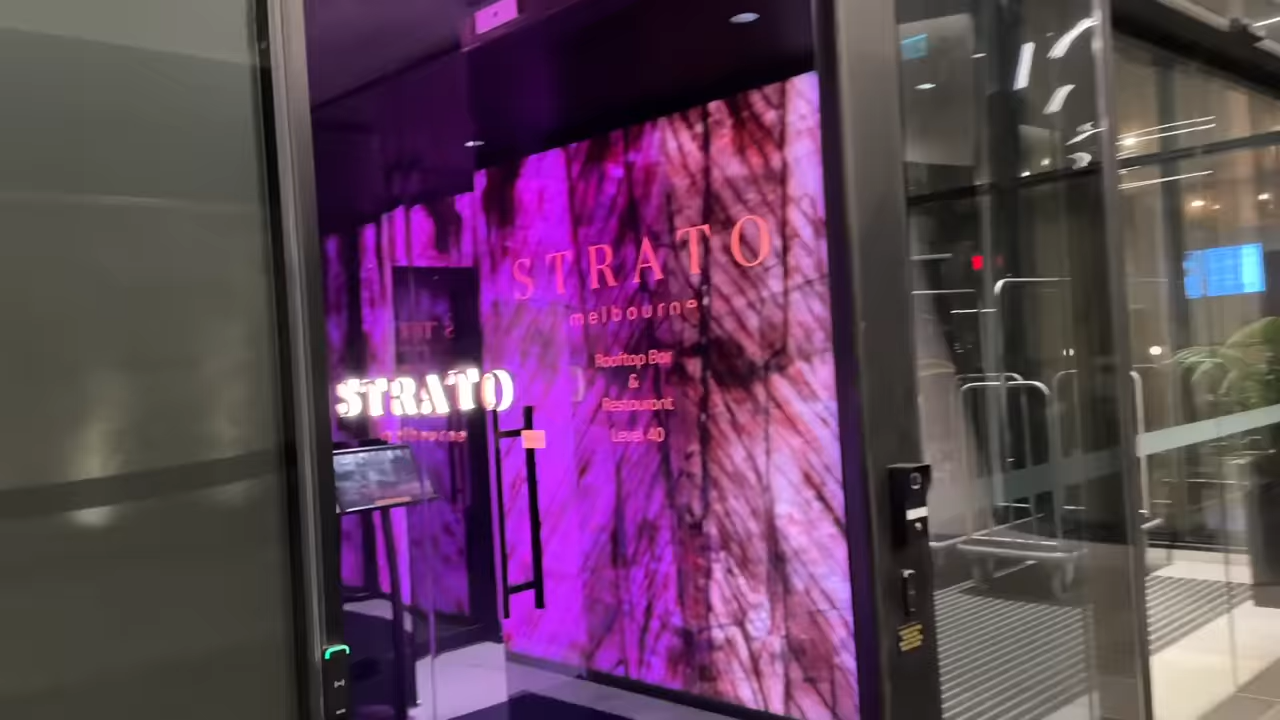 STRATO
melbourne
Rooftop Bar
&
Restaurant
Level 40
STRATO
melbourne